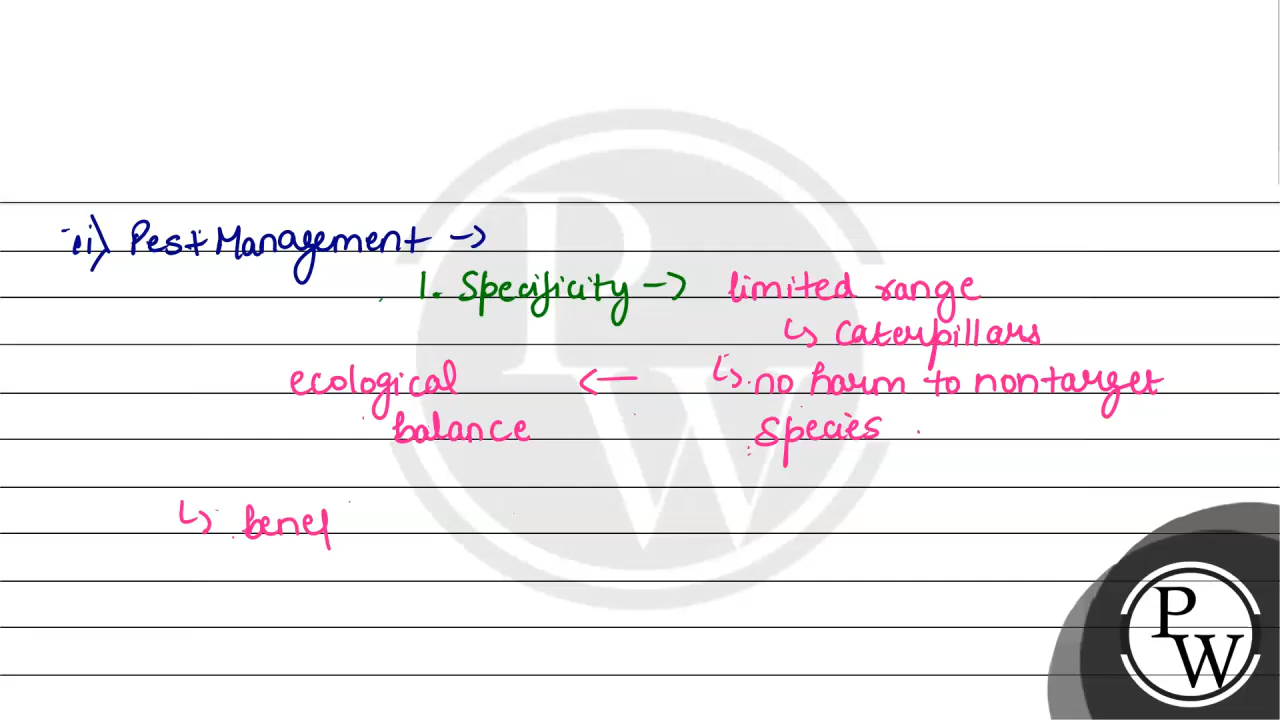 ii) Pest Management →
1. Specificity → limited range
↳ caterpillars
ecological ← ↳ no harm to nontarget
balance species
↳ benef
P
W
P
W